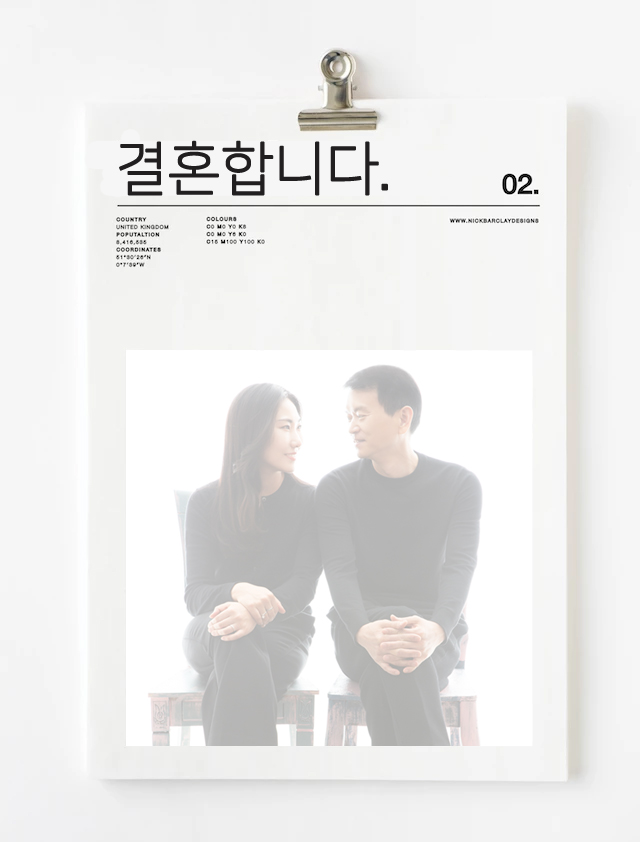 결혼합니다.
02.
COUNTRY
UNITED KINGDOM
POPUTALTION
8,416,535
COORDINATES
51°30'26"N
0°7'39"W
COLOURS
C0 M0 Y0 K6
C0 M0 Y6 K0
C15 M100 Y100 K0
WWW.NICKBARCLAYDESIGNS